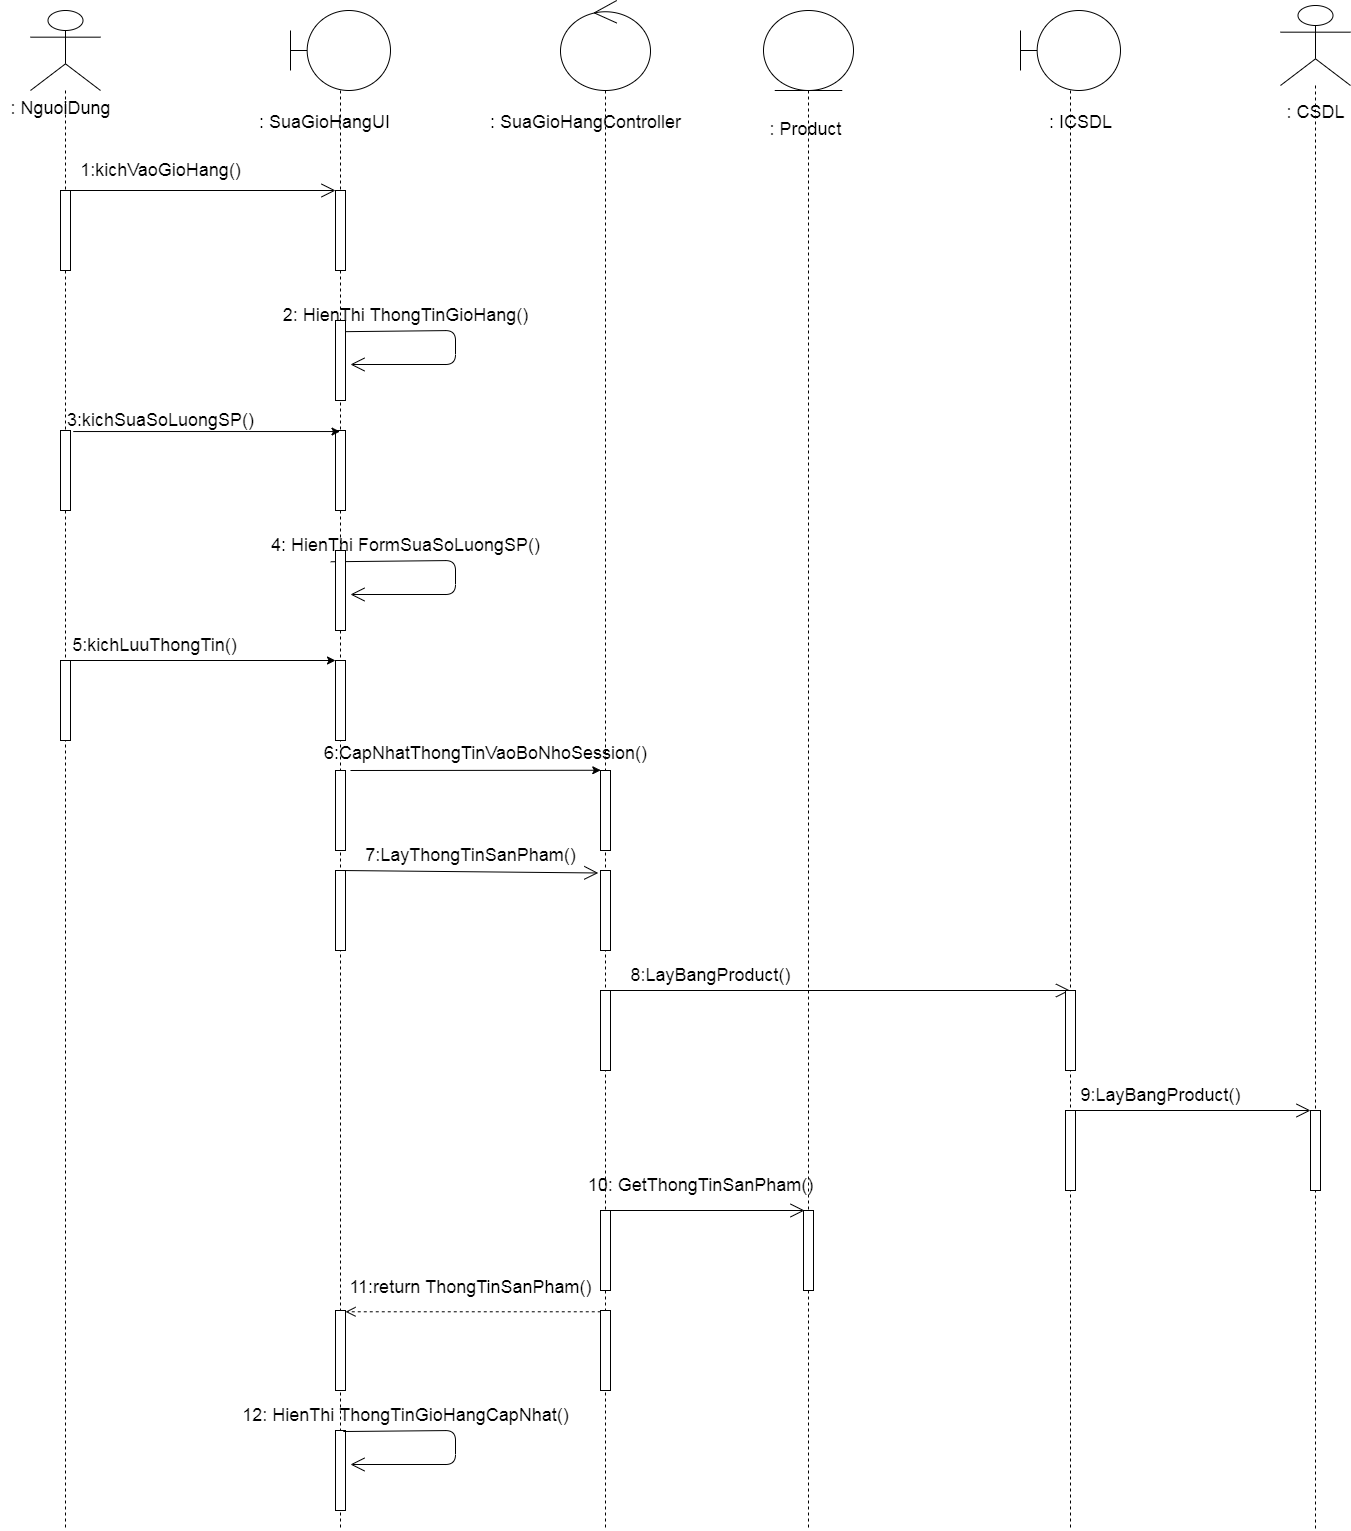 : NguoiDung
: SuaGioHangUI
: SuaGioHangController
: Product
: ICSDL
: CSDL
1:kichVaoGioHang()
2: HienThi ThongTinGioHang()
3:kichSuaSoLuongSP()
4: HienThi FormSuaSoLuongSP()
5:kichLuuThongTin()
6:CapNhatThongTinVaoBoNhoSession()
7:LayThongTinSanPham()
8:LayBangProduct()
9:LayBangProduct()
10: GetThongTinSanPham()
11:return ThongTinSanPham()
12: HienThi ThongTinGioHangCapNhat()